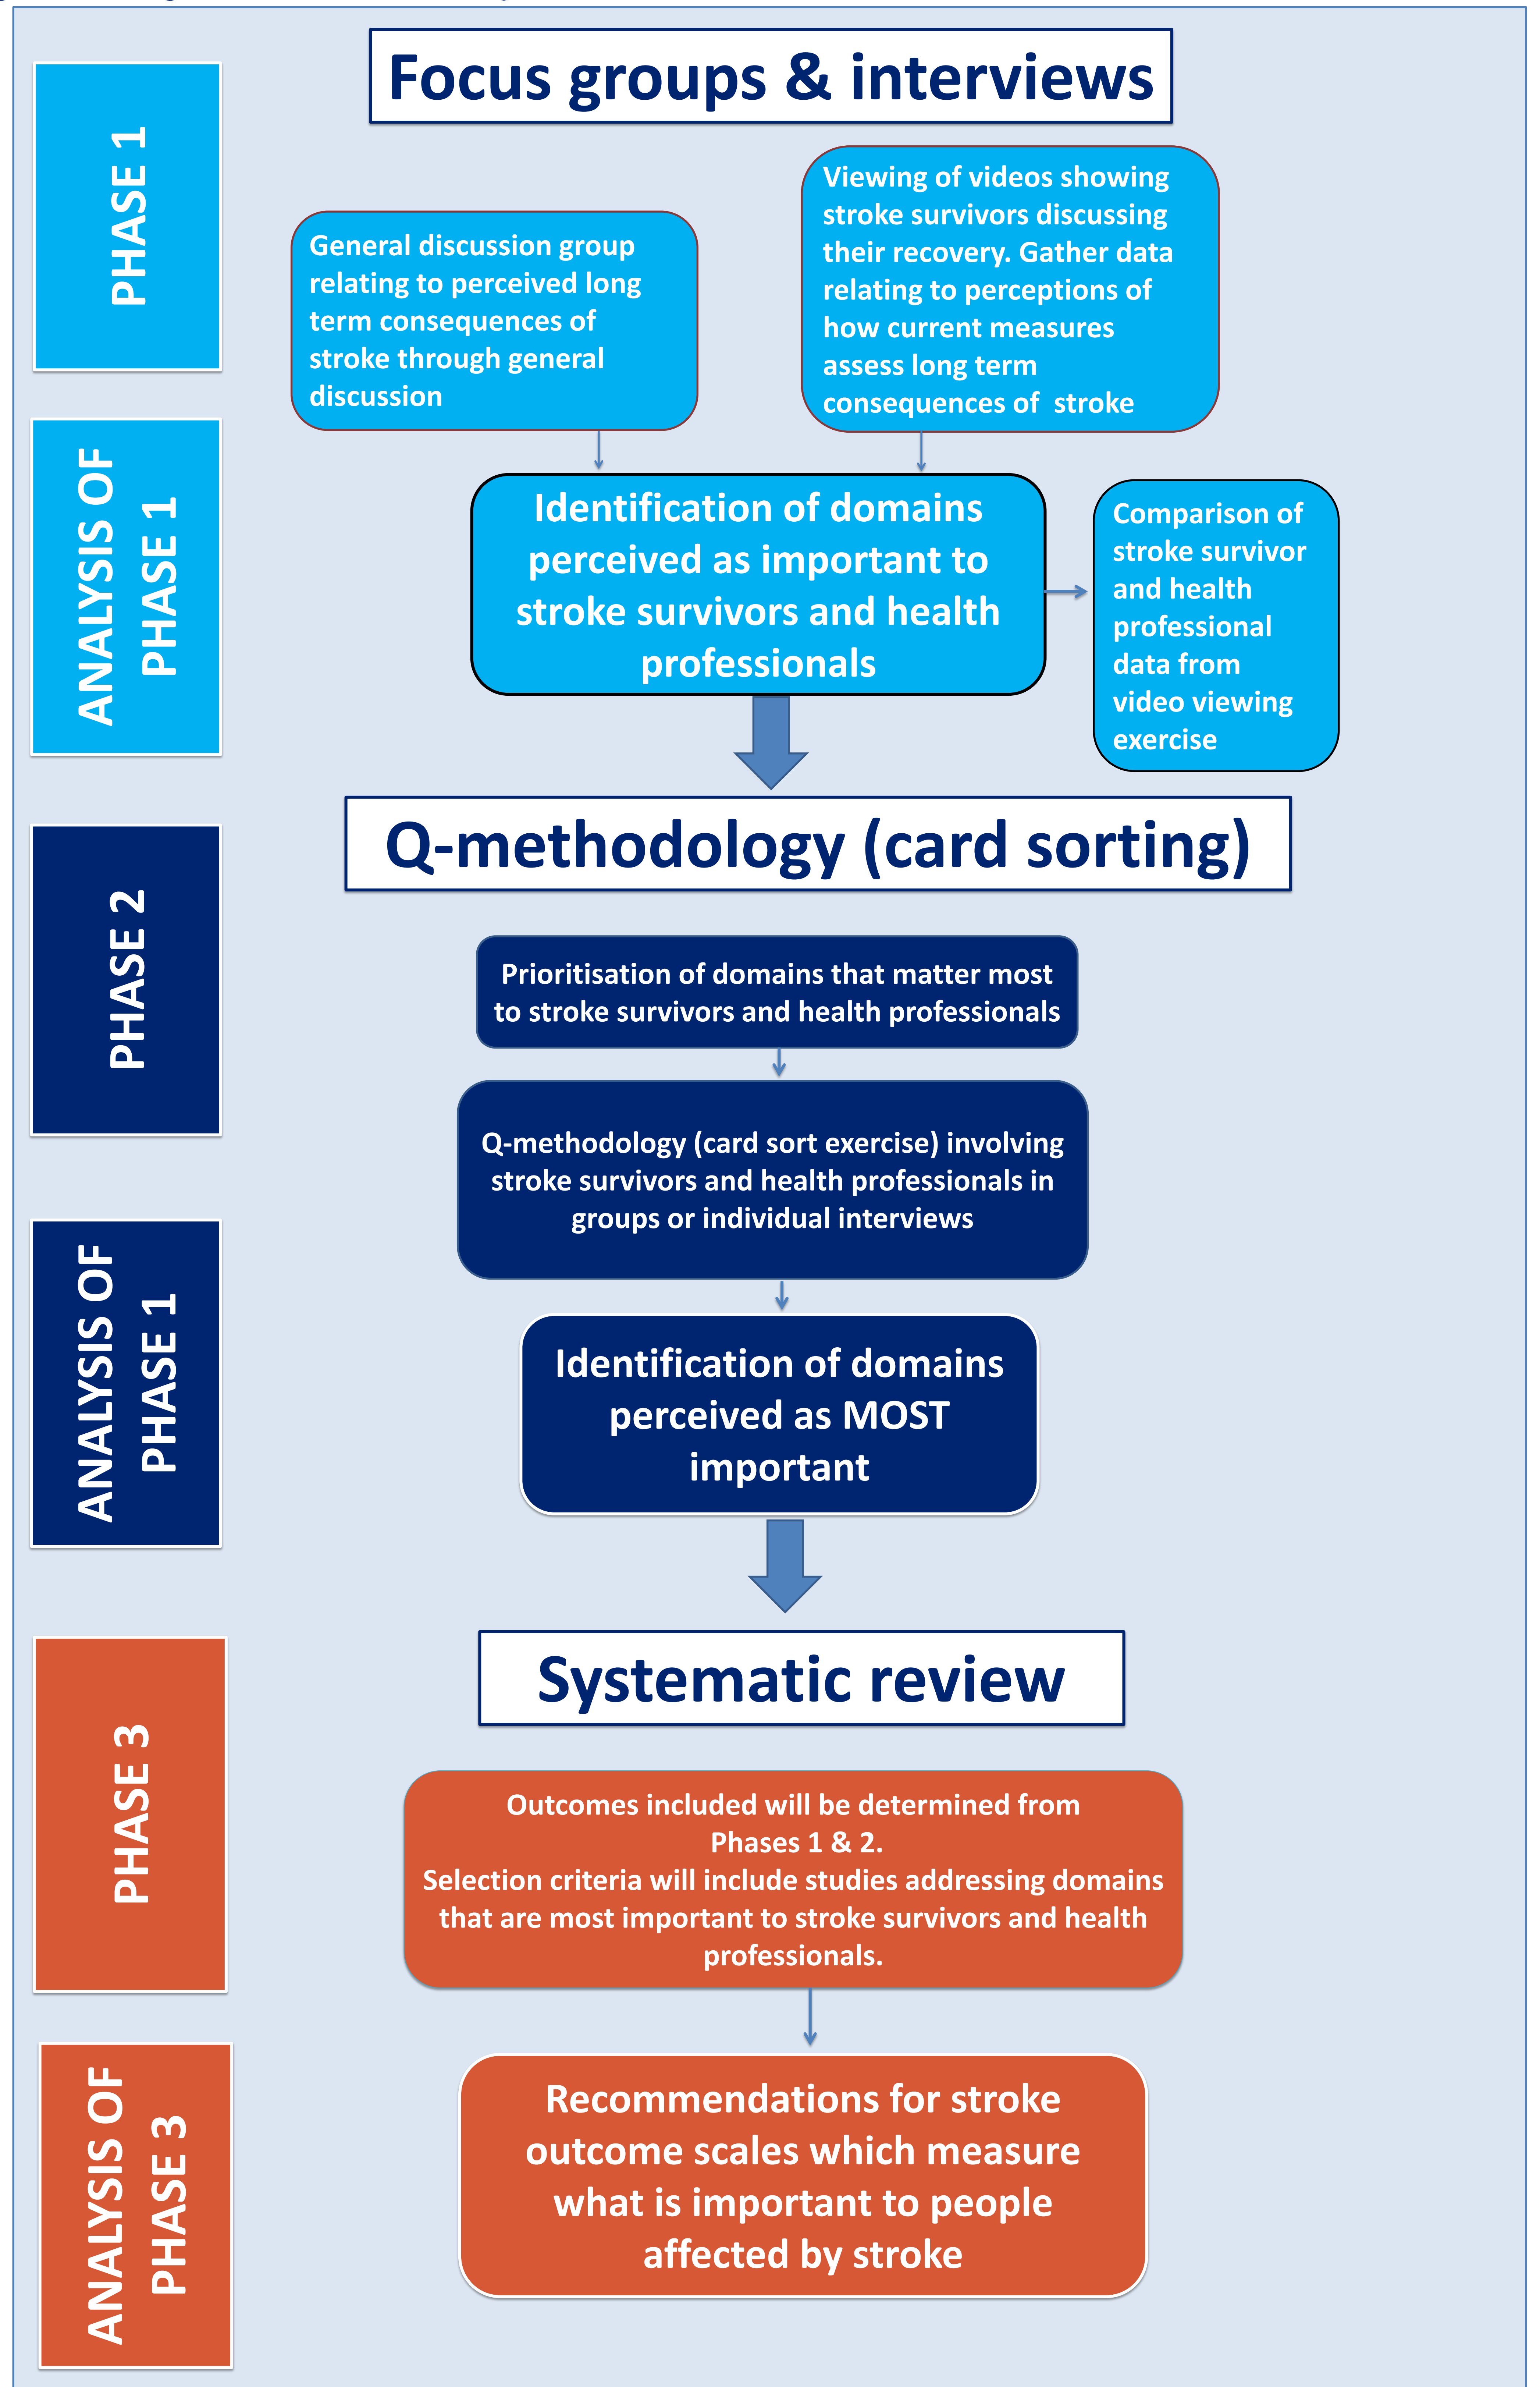 Focus groups & interviews
PHASE 1
General discussion group
relating to perceived long
term consequences of
stroke through general
discussion
Viewing of videos showing
stroke survivors discussing
their recovery. Gather data
relating to perceptions of
how current measures
assess long term
consequences of stroke
ANALYSIS OF
PHASE 1
Identification of domains
perceived as important to
stroke survivors and health
professionals
Comparison of
stroke survivor
and health
professional
data from
video viewing
exercise
Q-methodology (card sorting)
PHASE 2
Prioritisation of domains that matter most
to stroke survivors and health professionals
Q-methodology (card sort exercise) involving
stroke survivors and health professionals in
groups or individual interviews
ANALYSIS OF
PHASE 1
Identification of domains
perceived as MOST
important
Systematic review
PHASE 3
Outcomes included will be determined from
Phases 1 & 2.
Selection criteria will include studies addressing domains
that are most important to stroke survivors and health
professionals.
ANALYSIS OF
PHASE 3
Recommendations for stroke
outcome scales which measure
what is important to people
affected by stroke